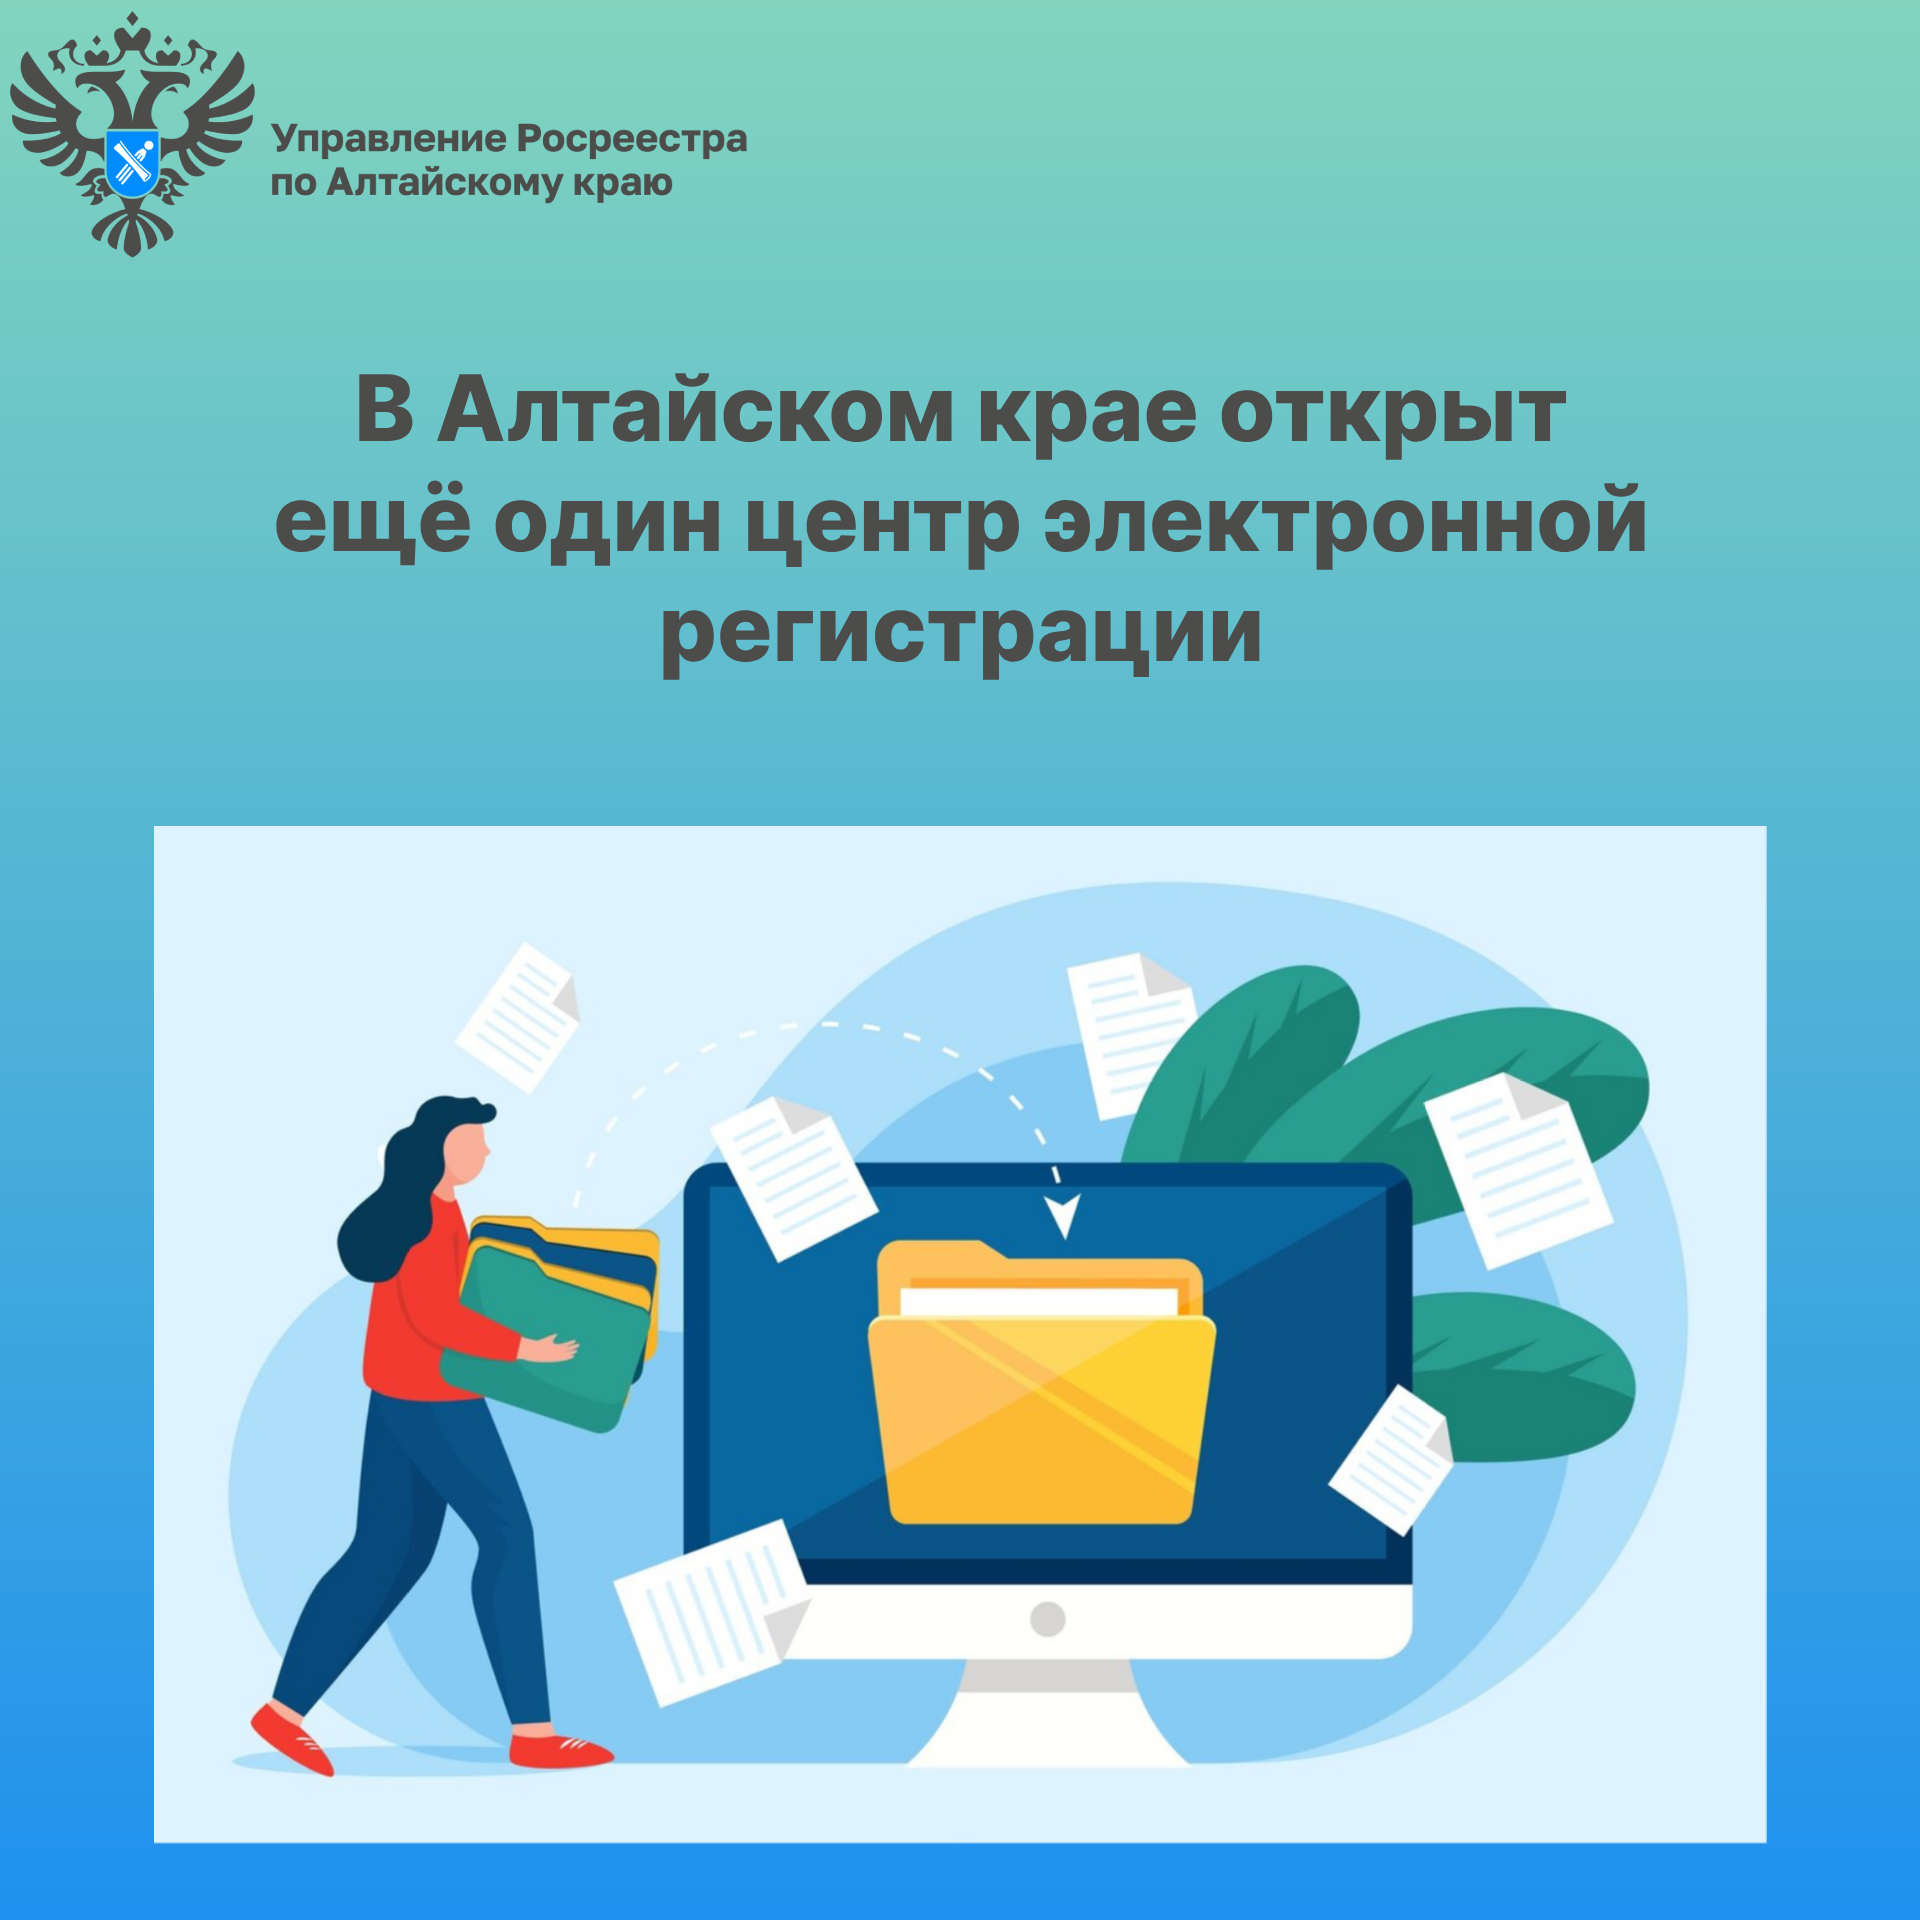 Управление Росреестра
по Алтайскому краю
В Алтайском крае открыт
ещё один центр электронной
регистрации